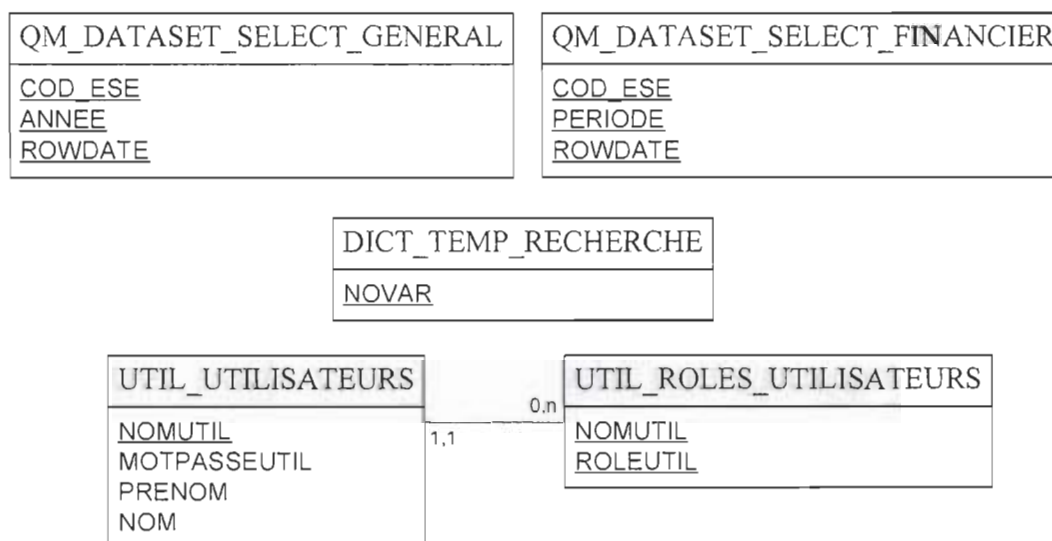 QM_DATASET_SELECT_GENERAL
COD_ESE
ANNEE
ROWDATE
QM_DATASET_SELECT_FINANCIER
COD_ESE
PERIODE
ROWDATE
DICT_TEMP_RECHERCHE
NOVAR
UTIL_UTILISATEURS
NOMUTIL
MOTPASSEUTIL
PRENOM
NOM
1,1
0.n
UTIL_ROLES_UTILISATEURS
NOMUTIL
ROLEUTIL